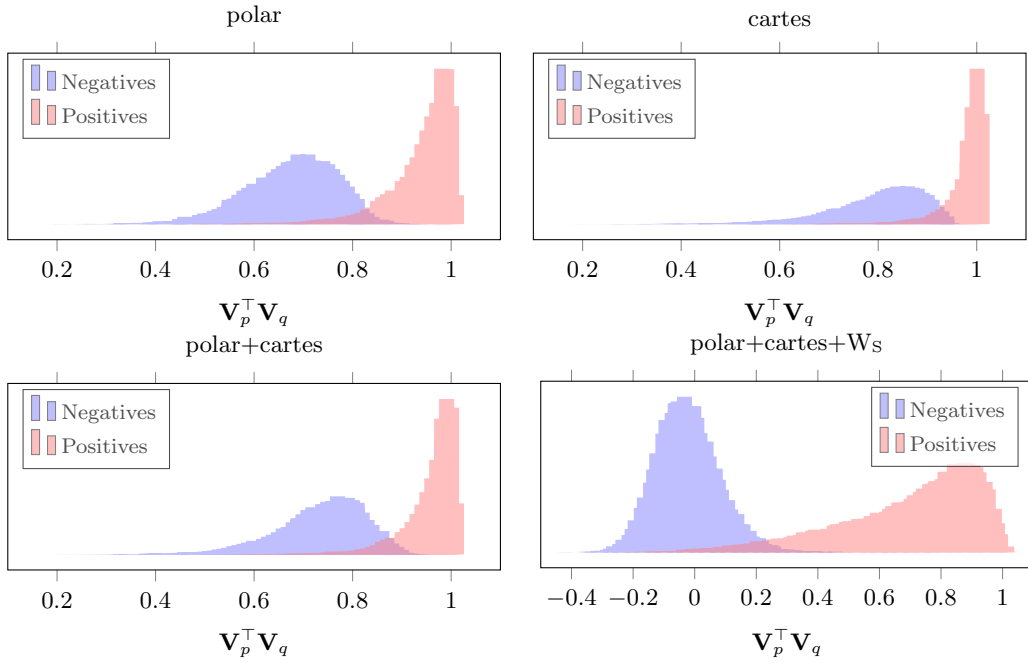 polar
Negatives
Positives
0.2 0.4 0.6 0.8 1
V_p^⊤ V_q
cartes
Negatives
Positives
0.2 0.4 0.6 0.8 1
V_p^⊤ V_q
polar+cartes
Negatives
Positives
0.2 0.4 0.6 0.8 1
V_p^⊤ V_q
polar+cartes+W_S
Negatives
Positives
−0.4 −0.2 0 0.2 0.4 0.6 0.8 1
V_p^⊤ V_q